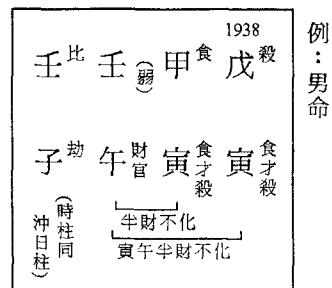 例：男命
1938
壬比 壬(弱) 甲食 戊殺
子劫 午財官 寅食才殺 寅食才殺
半財不化
寅午半財不化
(時柱同
沖日柱)